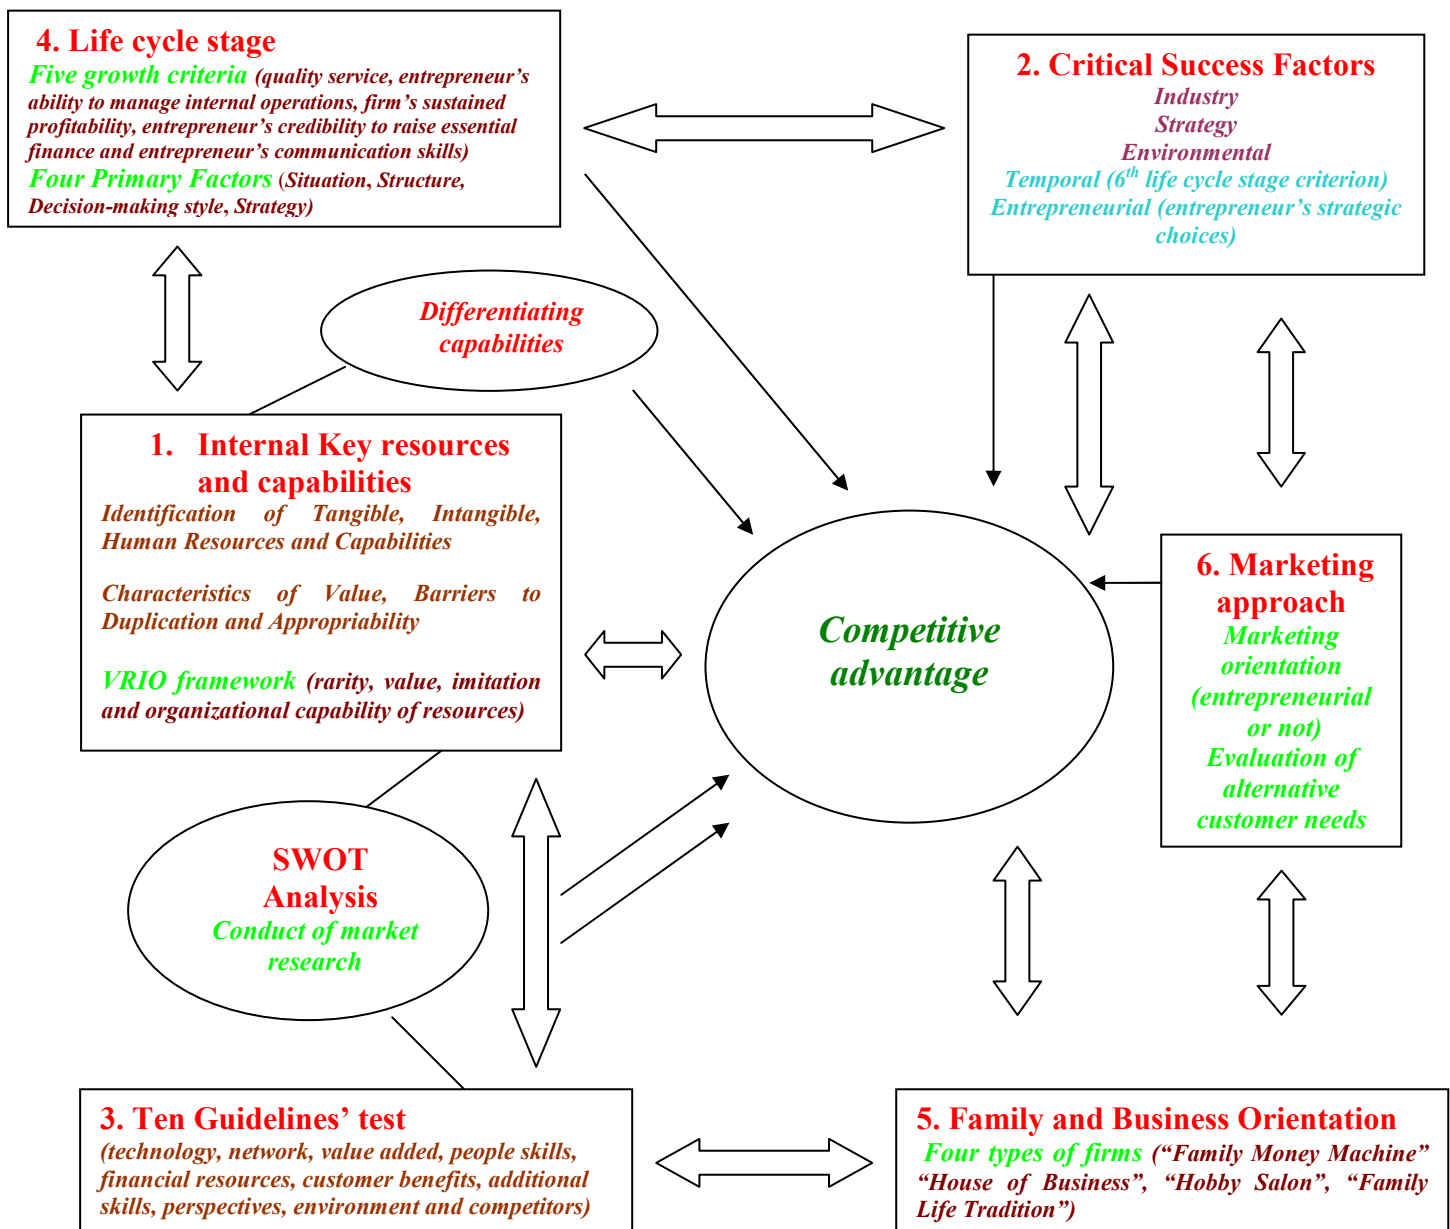 4. Life cycle stage
Five growth criteria (quality service, entrepreneur's
ability to manage internal operations, firm's sustained
profitability, entrepreneur's credibility to raise essential
finance and entrepreneur's communication skills)
Four Primary Factors (Situation, Structure,
Decision-making style, Strategy)
2. Critical Success Factors
Industry
Strategy
Environmental
Temporal (6th life cycle stage criterion)
Entrepreneurial (entrepreneur's strategic
choices)
Differentiating
capabilities
1. Internal Key resources
and capabilities
Identification of Tangible, Intangible,
Human Resources and Capabilities
Characteristics of Value, Barriers to
Duplication and Appropriability
VRIO framework (rarity, value, imitation
and organizational capability of resources)
Competitive
advantage
6. Marketing
approach
Marketing
orientation
(entrepreneurial
or not)
Evaluation of
alternative
customer needs
SWOT
Analysis
Conduct of market
research
3. Ten Guidelines' test
(technology, network, value added, people skills,
financial resources, customer benefits, additional
skills, perspectives, environment and competitors)
5. Family and Business Orientation
Four types of firms (“Family Money Machine”
“House of Business”, “Hobby Salon”, “Family
Life Tradition”)